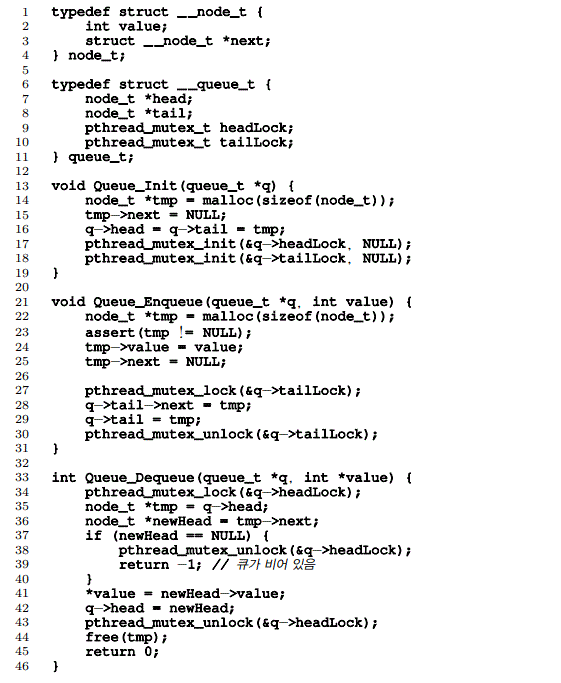 1 typedef struct __node_t {
2     int value;
3     struct __node_t *next;
4 } node_t;
5
6 typedef struct __queue_t {
7     node_t *head;
8     node_t *tail;
9     pthread_mutex_t headLock;
10     pthread_mutex_t tailLock;
11 } queue_t;
12
13 void Queue_Init(queue_t *q) {
14     node_t *tmp = malloc(sizeof(node_t));
15     tmp->next = NULL;
16     q->head = q->tail = tmp;
17     pthread_mutex_init(&q->headLock, NULL);
18     pthread_mutex_init(&q->tailLock, NULL);
19 }
20
21 void Queue_Enqueue(queue_t *q, int value) {
22     node_t *tmp = malloc(sizeof(node_t));
23     assert(tmp != NULL);
24     tmp->value = value;
25     tmp->next = NULL;
26
27     pthread_mutex_lock(&q->tailLock);
28     q->tail->next = tmp;
29     q->tail = tmp;
30     pthread_mutex_unlock(&q->tailLock);
31 }
32
33 int Queue_Dequeue(queue_t *q, int *value) {
34     pthread_mutex_lock(&q->headLock);
35     node_t *tmp = q->head;
36     node_t *newHead = tmp->next;
37     if (newHead == NULL) {
38         pthread_mutex_unlock(&q->headLock);
39         return -1; // 큐가 비어 있음
40     }
41     *value = newHead->value;
42     q->head = newHead;
43     pthread_mutex_unlock(&q->headLock);
44     free(tmp);
45     return 0;
46 }